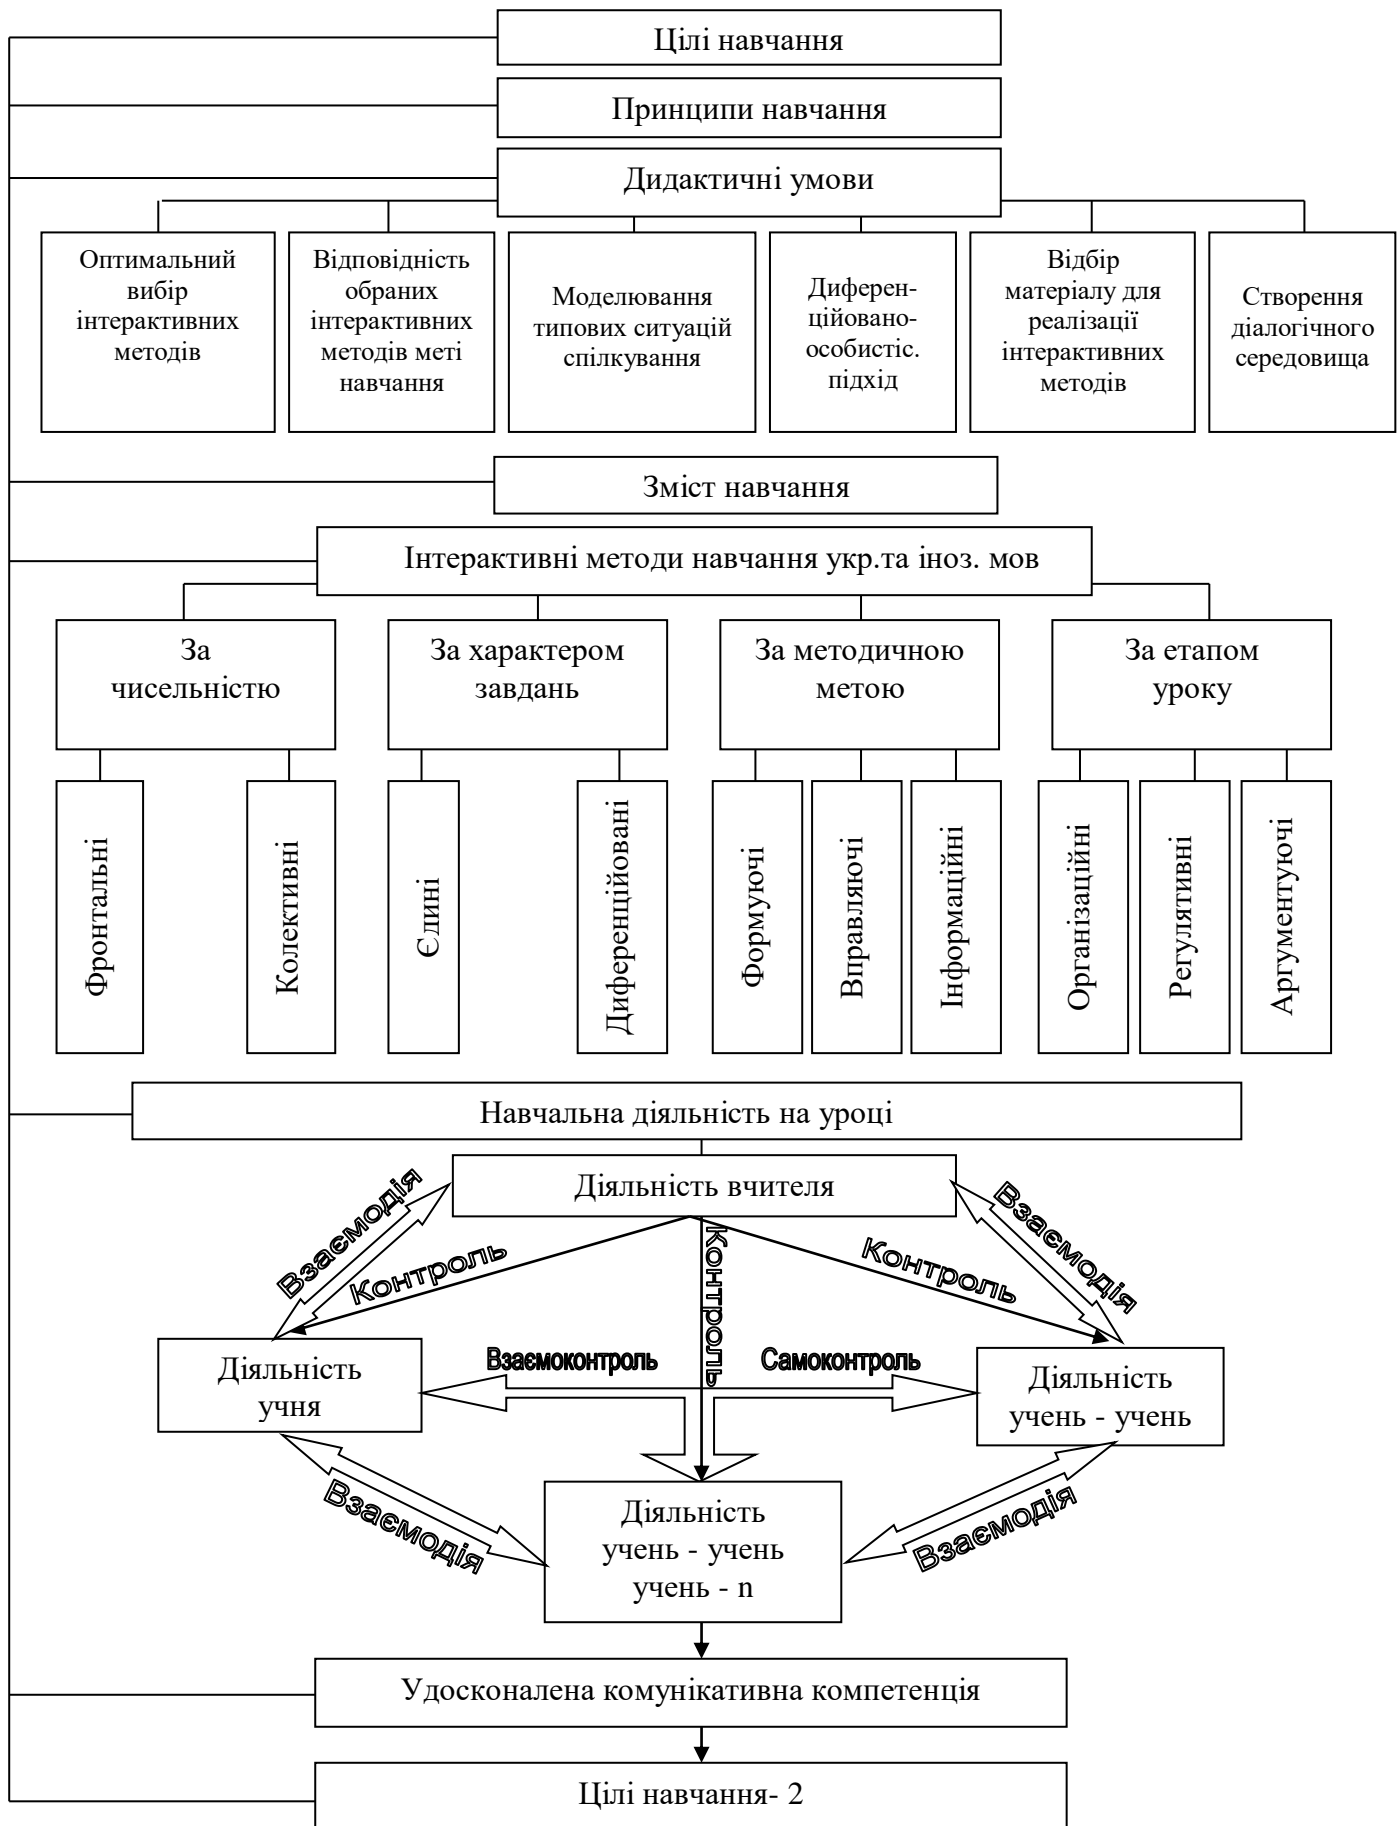 Цілі навчання
Принципи навчання
Дидактичні умови
Оптимальний
вибір
інтерактивних
методів
Відповідність
обраних
інтерактивних
методів меті
навчання
Моделювання
типових ситуацій
спілкування
Диферен-
ційовано-
особистіс.
підхід
Відбір
матеріалу для
реалізації
інтерактивних
методів
Створення
діалогічного
середовища
Зміст навчання
Інтерактивні методи навчання укр.та іноз. мов
За
чисельністю
За характером
завдань
За методичною
метою
За етапом
уроку
Фронтальні
Колективні
Єдині
Диференційовані
Формуючі
Вправляючі
Інформаційні
Організаційні
Регулятивні
Аргументуючі
Навчальна діяльність на уроці
Діяльність вчителя
Взаємодія
Контроль
Контроль
Контроль
Взаємодія
Діяльність
учня
Взаємоконтроль
Самоконтроль
Діяльність
учень - учень
Взаємодія
Діяльність
учень - учень
учень - n
Взаємодія
Удосконалена комунікативна компетенція
Цілі навчання- 2